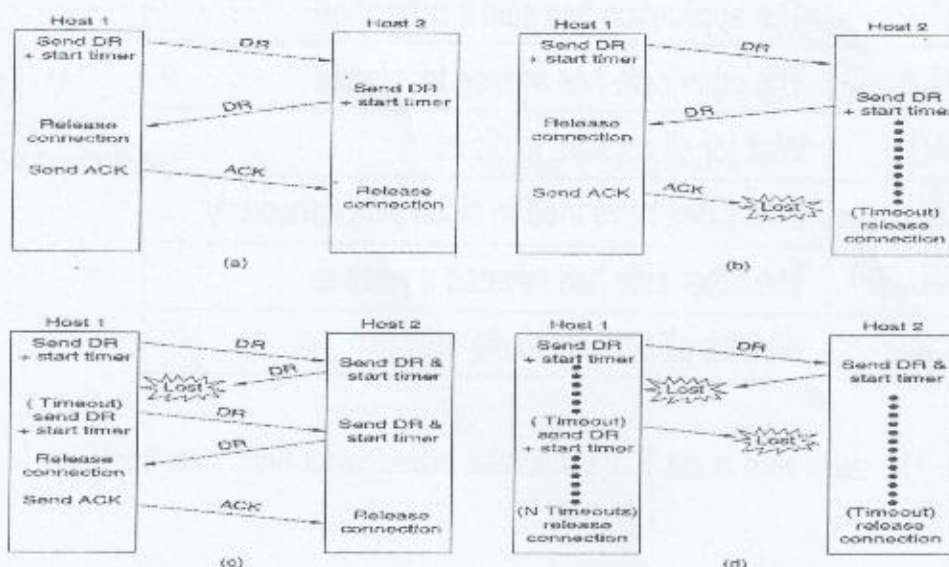 Host 1
Host 2
Send DR
+ start timer
DR
Send DR
+ start timer
DR
Release
connection
Send ACK
ACK
Release
connection
(a)
Host 1
Host 2
Send DR
+ start timer
DR
Send DR
+ start timer
DR
Release
connection
Send ACK
ACK
Lost
(Timeout)
release
connection
(b)
Host 1
Host 2
Send DR
+ start timer
DR
Send DR &
start timer
DR
Lost
( Timeout)
send DR
+ start timer
DR
Send DR &
start timer
DR
Release
connection
Send ACK
ACK
Release
connection
(c)
Host 1
Host 2
Send DR
+ start timer
DR
Send DR &
start timer
Lost
( Timeout)
send DR
+ start timer
Lost
(N Timeouts)
release
connection
(Timeout)
release
connection
(d)